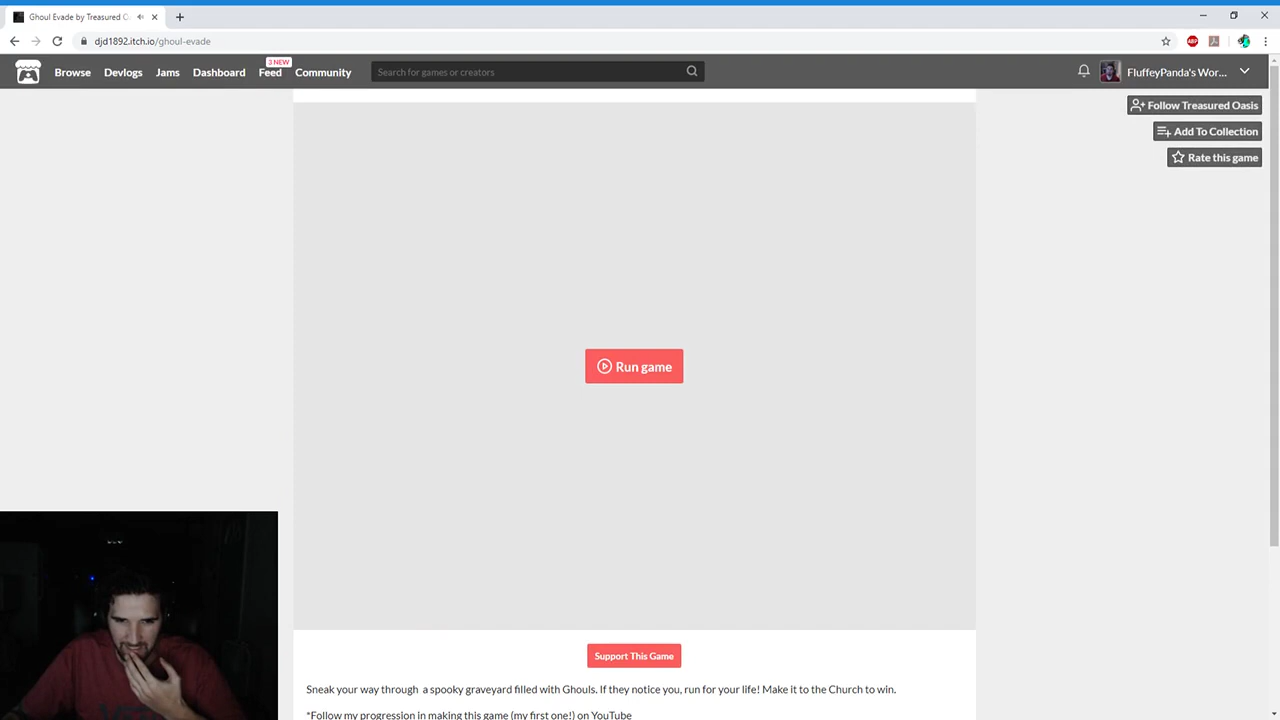 Ghoul Evade by Treasured O
djd1892.itch.io/ghoul-evade
ABP
Browse
Devlogs
Jams
Dashboard
3 NEW
Feed
Community
Search for games or creators
FluffeyPanda's Wor...
Follow Treasured Oasis
Add To Collection
Rate this game
Run game
Support This Game
Sneak your way through a spooky graveyard filled with Ghouls. If they notice you, run for your life! Make it to the Church to win.
*Follow my progression in making this game (my first one!) on YouTube